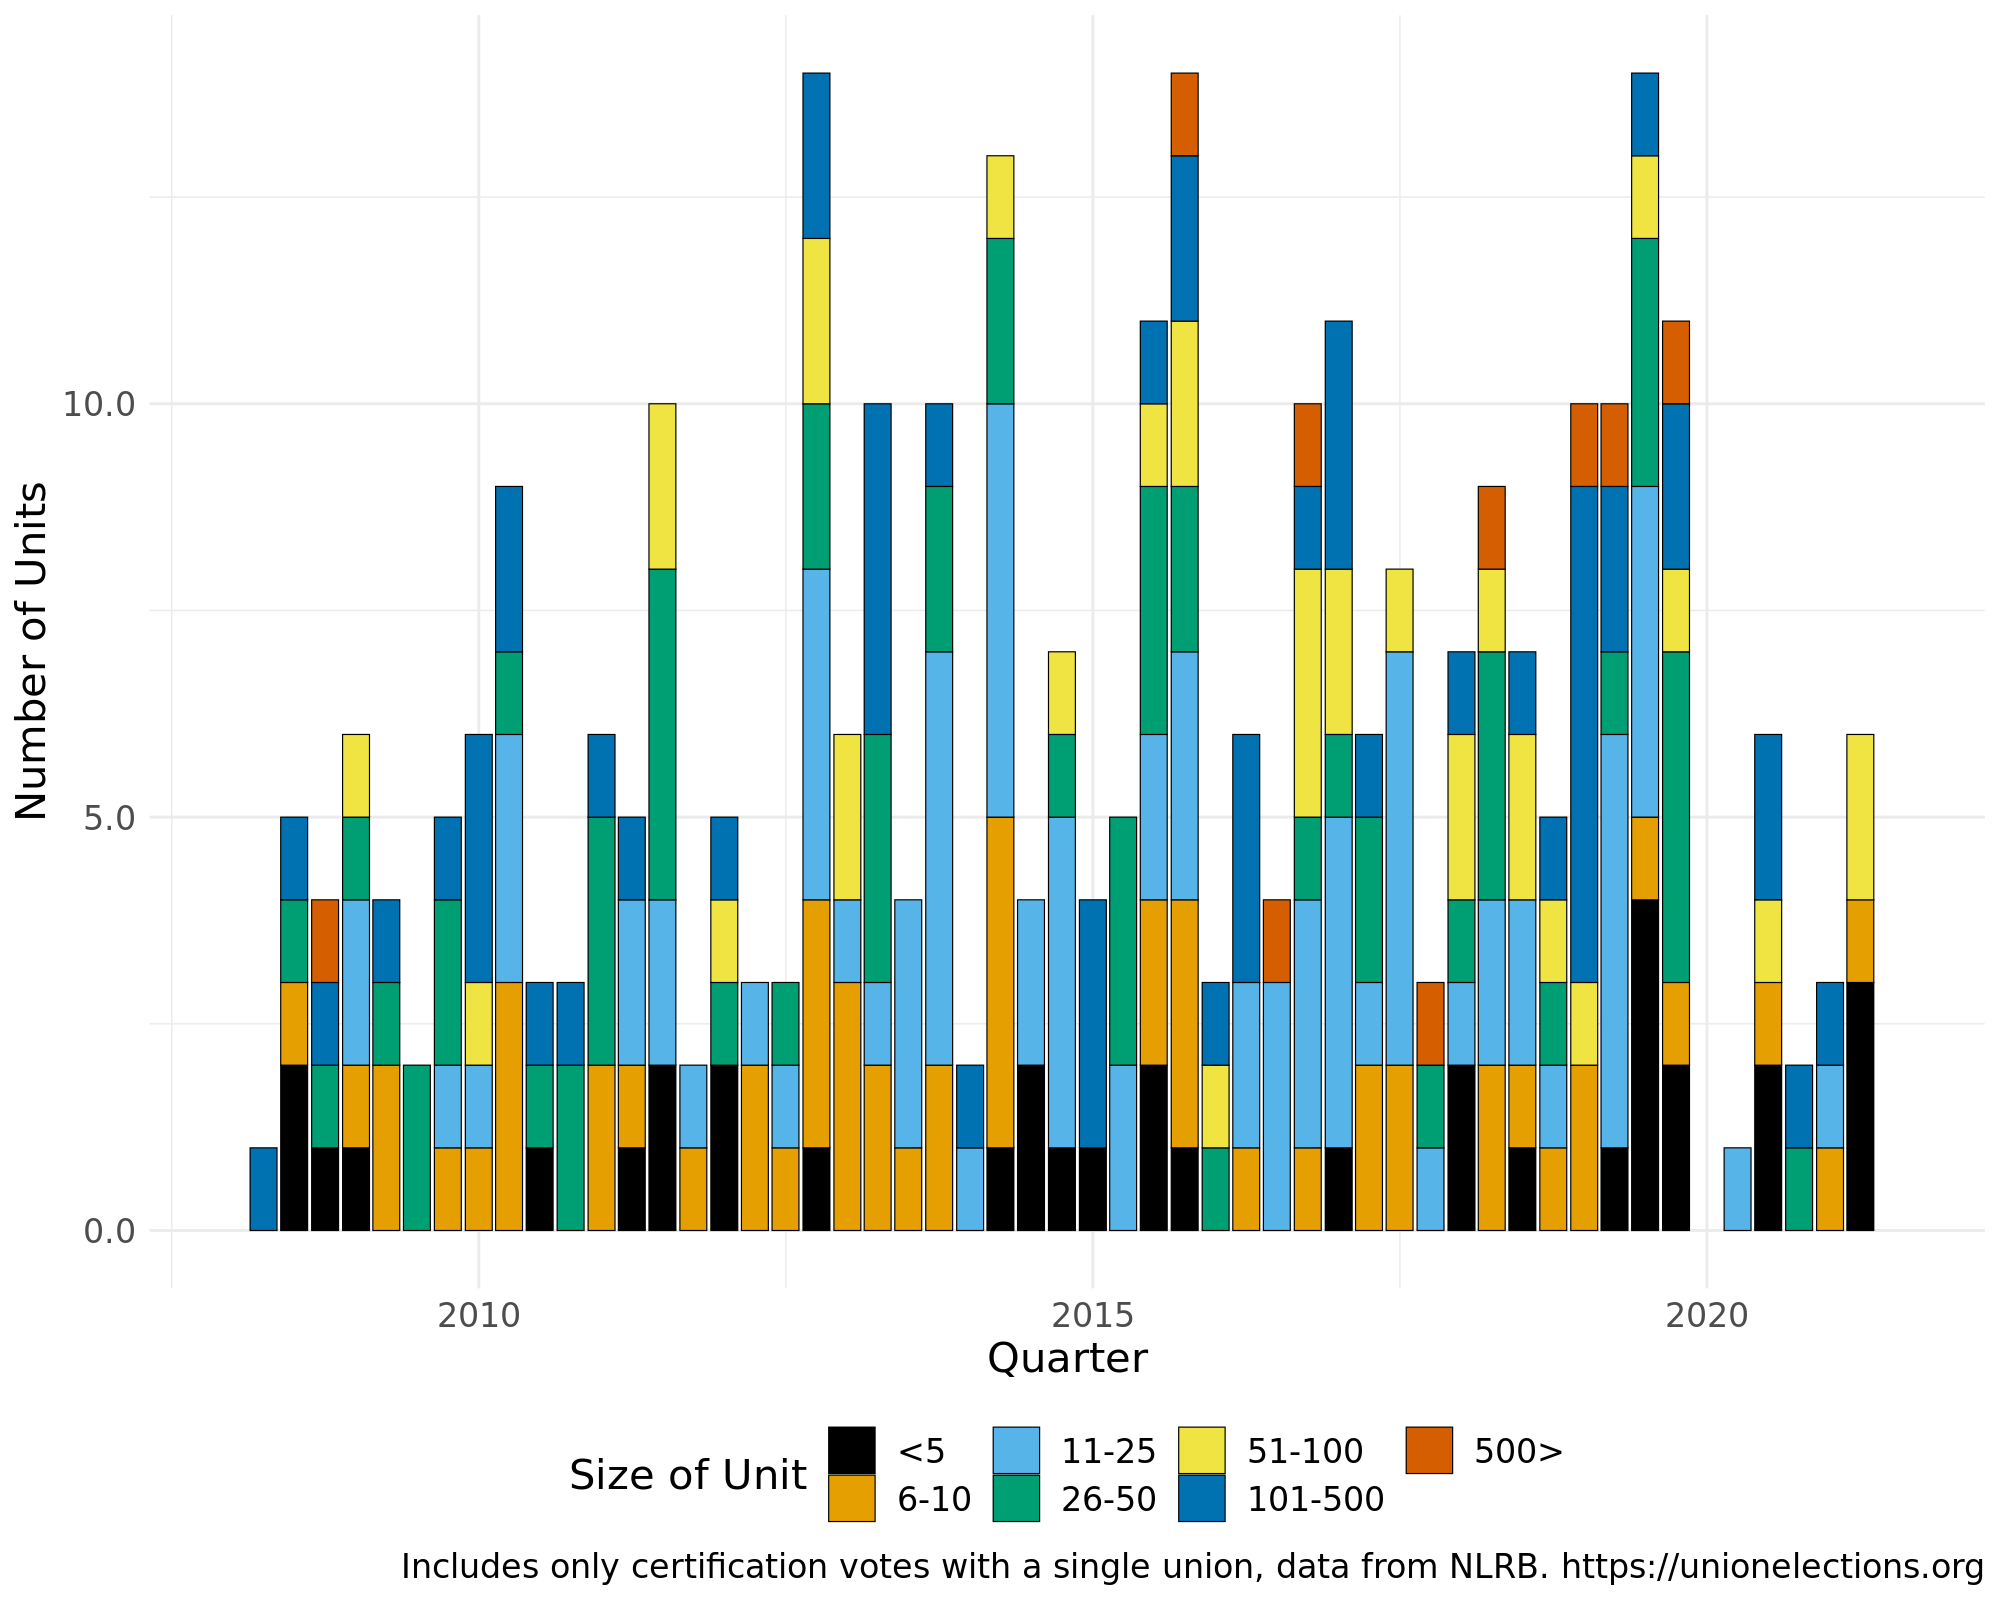 Number of Units
10.0
5.0
0.0
2010 2015 2020
Quarter
Size of Unit
<5 11-25 51-100 500>
6-10 26-50 101-500
Includes only certification votes with a single union, data from NLRB. https://unionelections.org